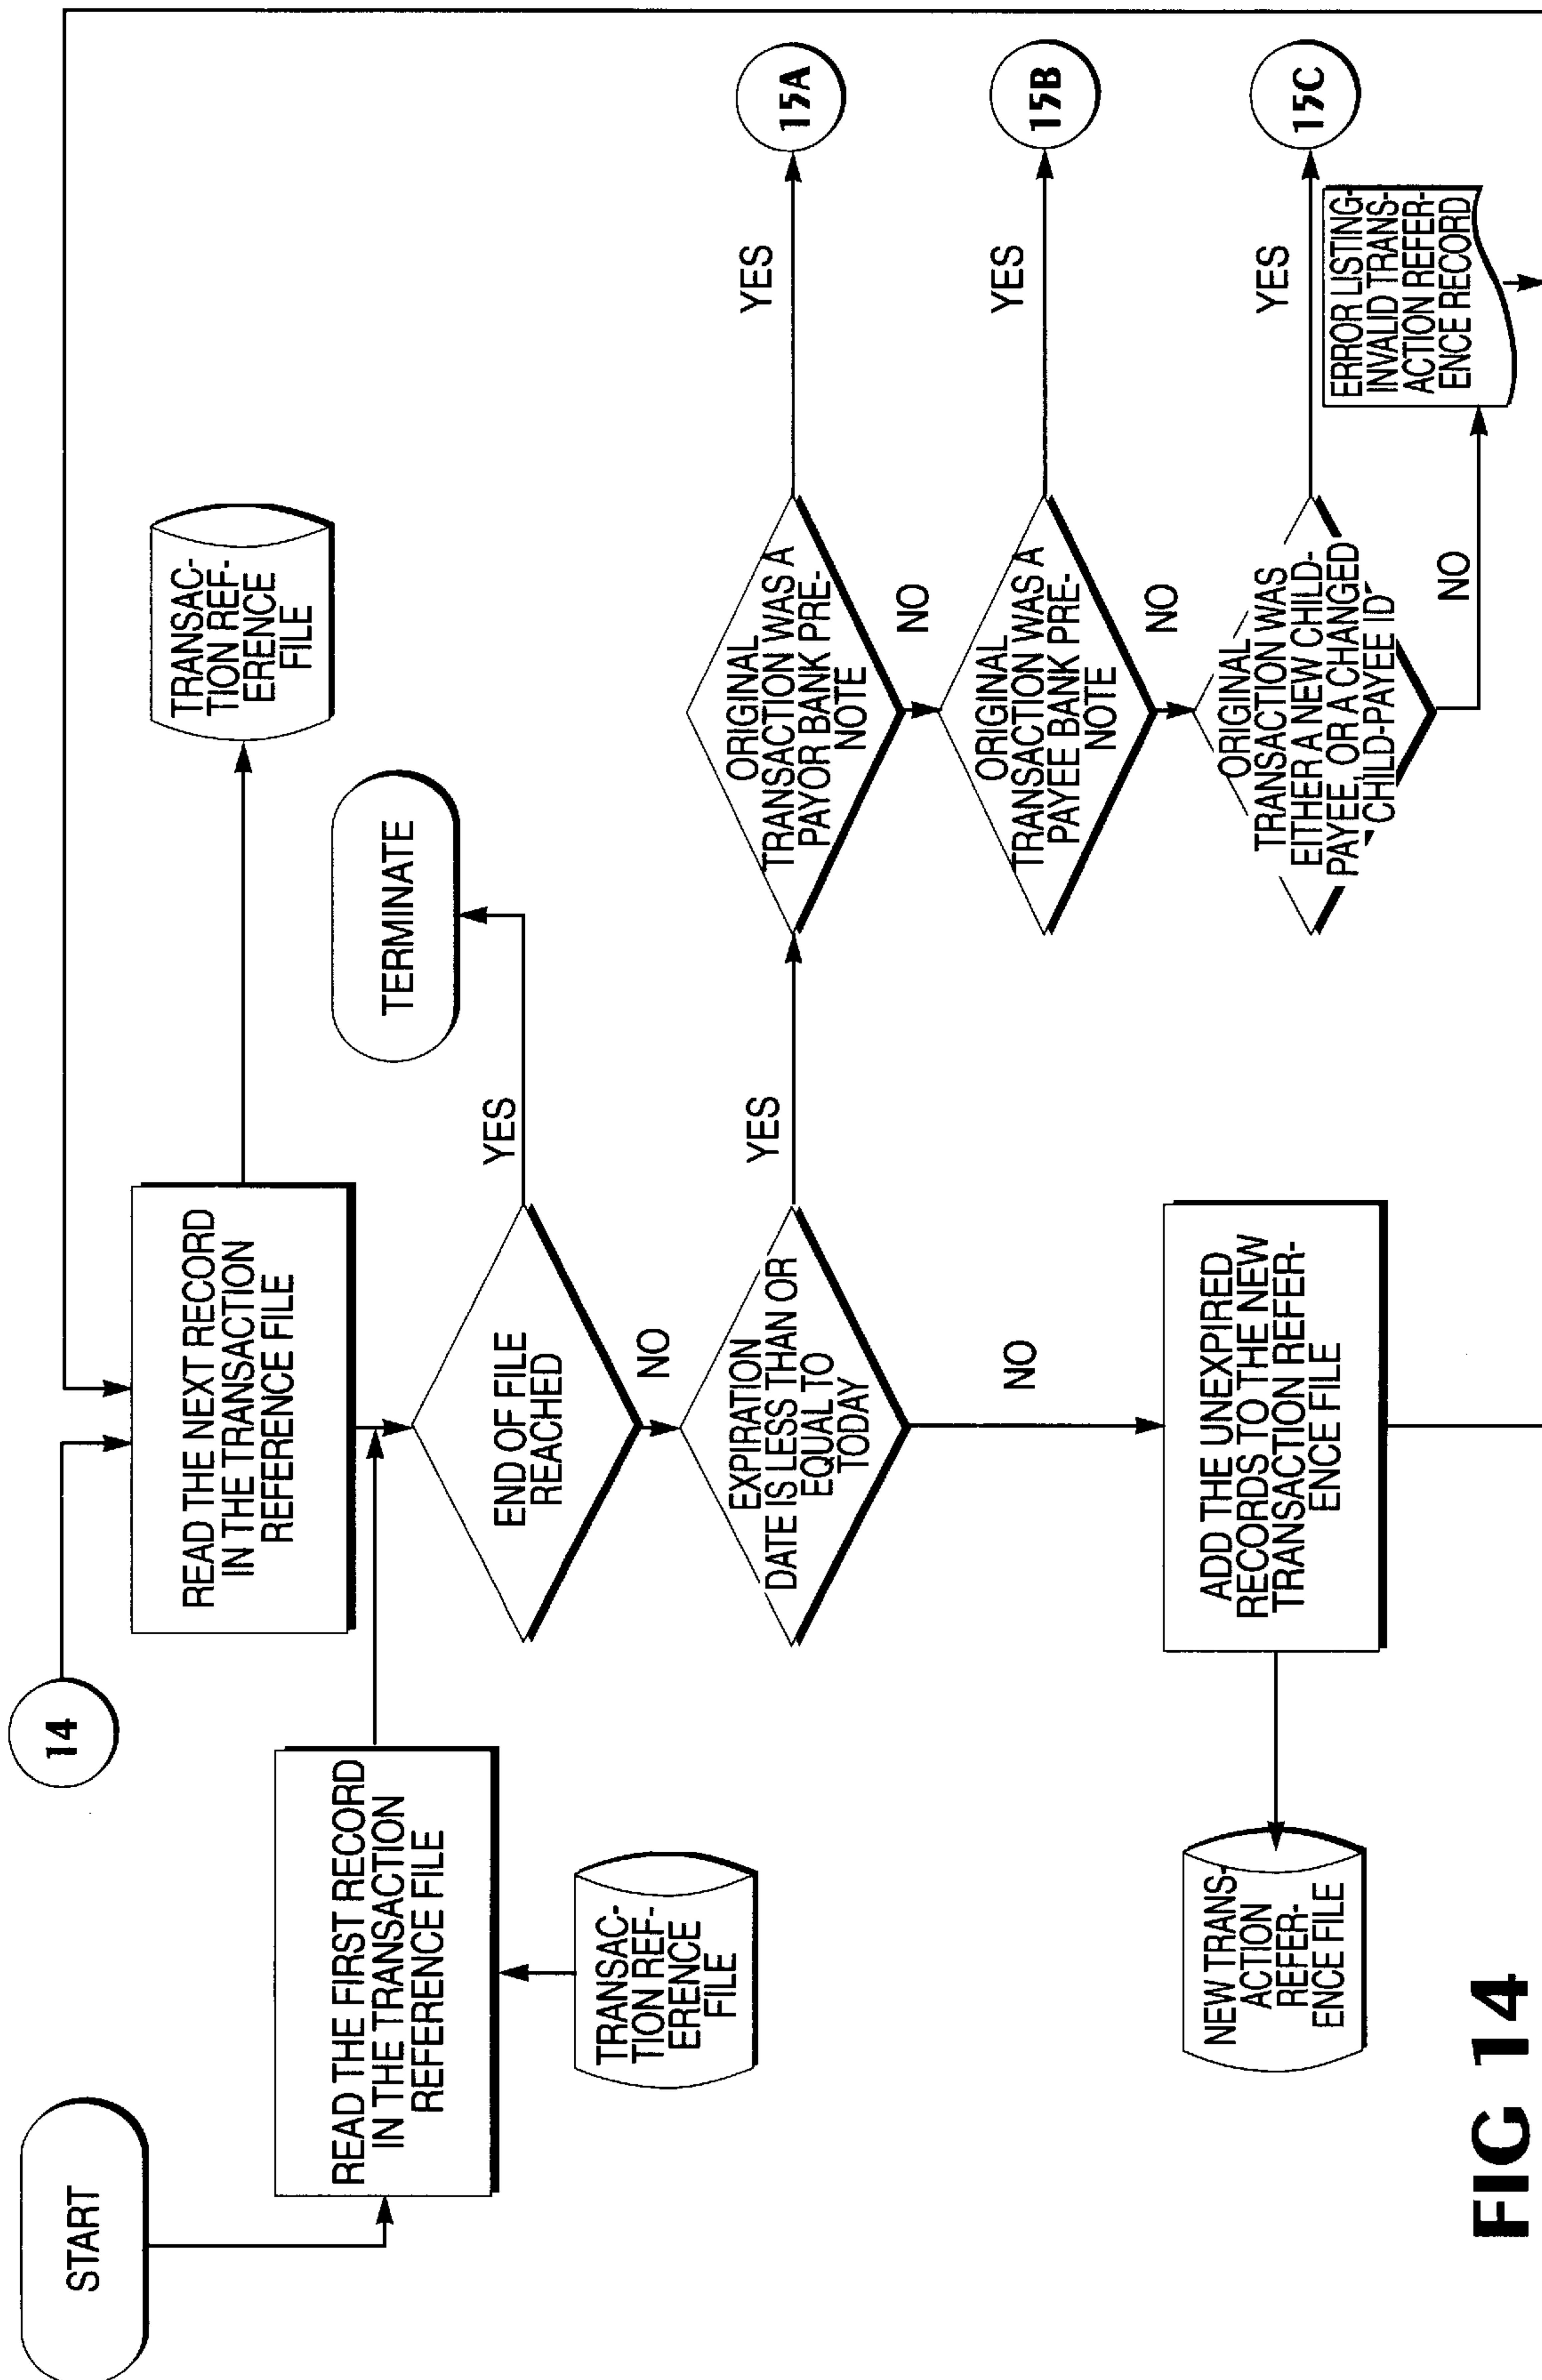 START
14
READ THE NEXT RECORD
IN THE TRANSACTION
REFERENCE FILE
TRANSAC-
TION REF-
ERENCE
FILE
READ THE FIRST RECORD
IN THE TRANSACTION
REFERENCE FILE
TRANSAC-
TION REF-
ERENCE
FILE
END OF FILE
REACHED
YES
TERMINATE
NO
EXPIRATION
DATE IS LESS THAN OR
EQUAL TO
TODAY
YES
ORIGINAL
TRANSACTION WAS A
PAYOR BANK PRE-
NOTE
YES
15A
NO
ORIGINAL
TRANSACTION WAS A
PAYEE BANK PRE-
NOTE
YES
15B
NO
ORIGINAL
TRANSACTION WAS
EITHER A NEW CHILD-
PAYEE, OR A CHANGED
CHILD-PAYEE ID
YES
15C
NO
ERROR LISTING-
INVALID TRANS-
ACTION REFER-
ENCE RECORD
NO
ADD THE UNEXPIRED
RECORDS TO THE NEW
TRANSACTION REFER-
ENCE FILE
NEW TRANS-
ACTION
REFER-
ENCE FILE
FIG 14